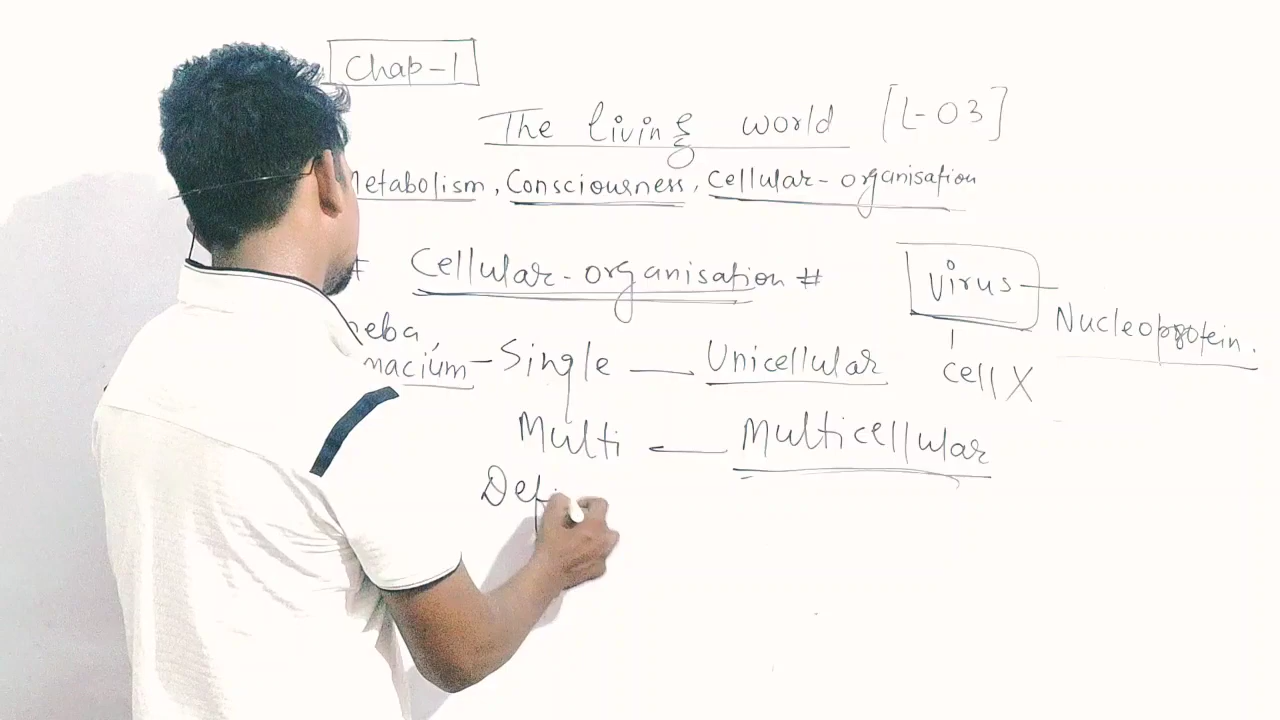 Chap-1
The living world [L-03]
Metabolism, Consciousness, Cellular-organisation
# Cellular-organisation #
Virus — Nucleoprotein.
cell X
Single — Unicellular
Multi — Multicellular
Def